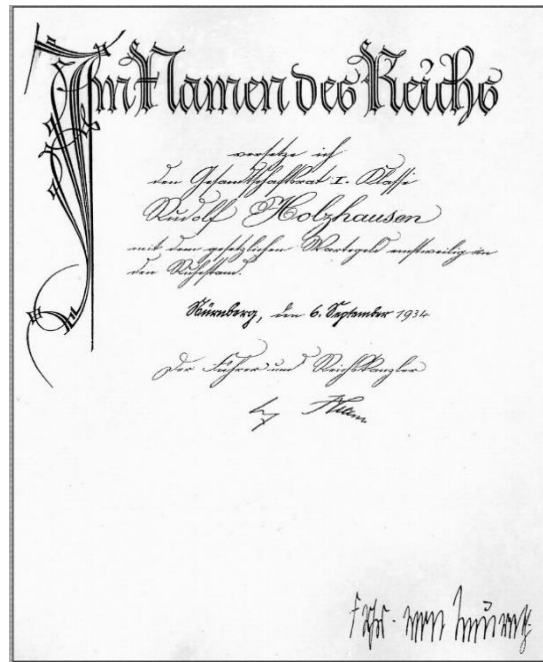 Im Namen des Reichs
versetze ich
den Gesandtschaftsrat I. Klasse
Rudolf Holzhausen
mit dem gesetzlichen Wartegeld einstweilig in
den Ruhestand.
Nürnberg, den 6. September 1934
Der Führer und Reichskanzler
Frhr. von Neurath